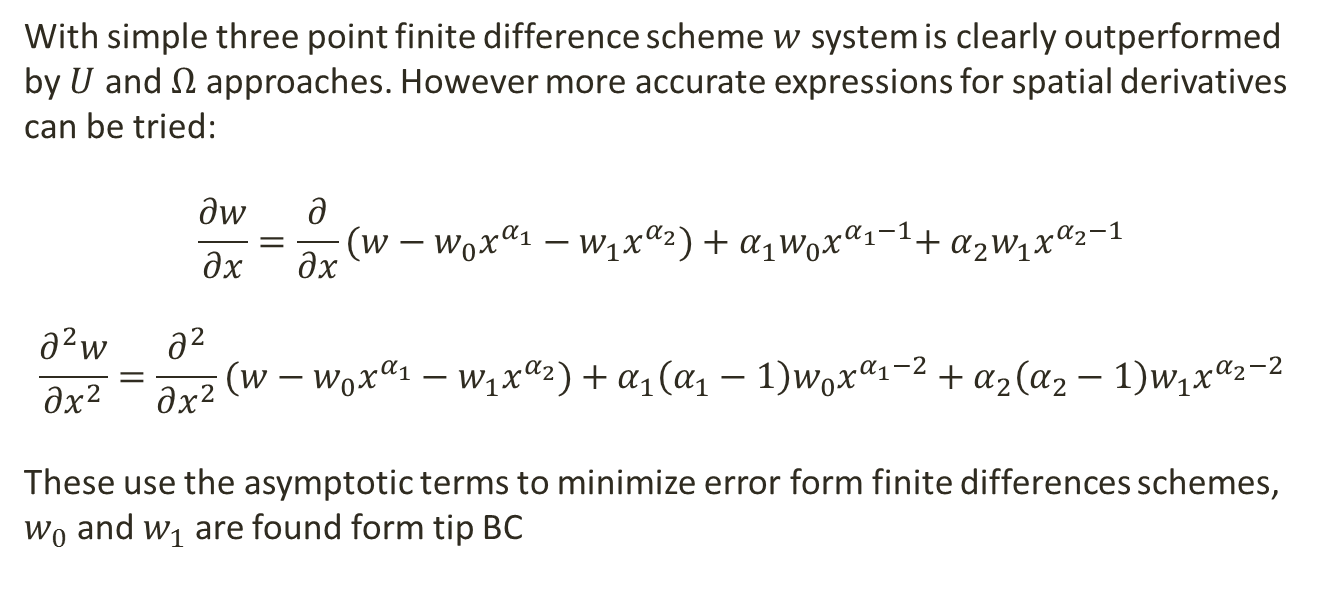 With simple three point finite difference scheme w system is clearly outperformed
by U and Ω approaches. However more accurate expressions for spatial derivatives
can be tried:
∂w/∂x = ∂/∂x (w − w₀x^{α₁} − w₁x^{α₂}) + α₁w₀x^{α₁−1} + α₂w₁x^{α₂−1}
∂²w/∂x² = ∂²/∂x² (w − w₀x^{α₁} − w₁x^{α₂}) + α₁(α₁ − 1)w₀x^{α₁−2} + α₂(α₂ − 1)w₁x^{α₂−2}
These use the asymptotic terms to minimize error form finite differences schemes,
w₀ and w₁ are found form tip BC